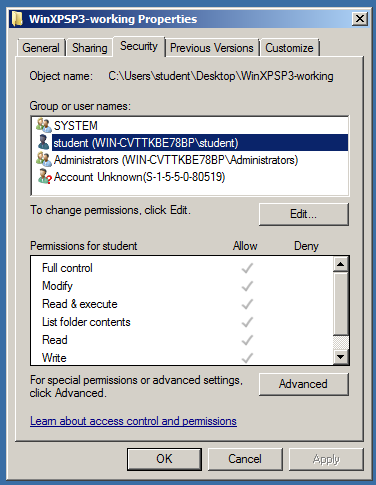 WinXPSP3-working Properties
General Sharing Security Previous Versions Customize
Object name: C:\Users\student\Desktop\WinXPSP3-working
Group or user names:
SYSTEM
student (WIN-CVTTKBE78BP\student)
Administrators (WIN-CVTTKBE78BP\Administrators)
Account Unknown(S-1-5-5-0-80519)
To change permissions, click Edit.
Edit...
Permissions for student Allow Deny
Full control
Modify
Read & execute
List folder contents
Read
Write
For special permissions or advanced settings,
click Advanced.
Advanced
Learn about access control and permissions
OK Cancel Apply